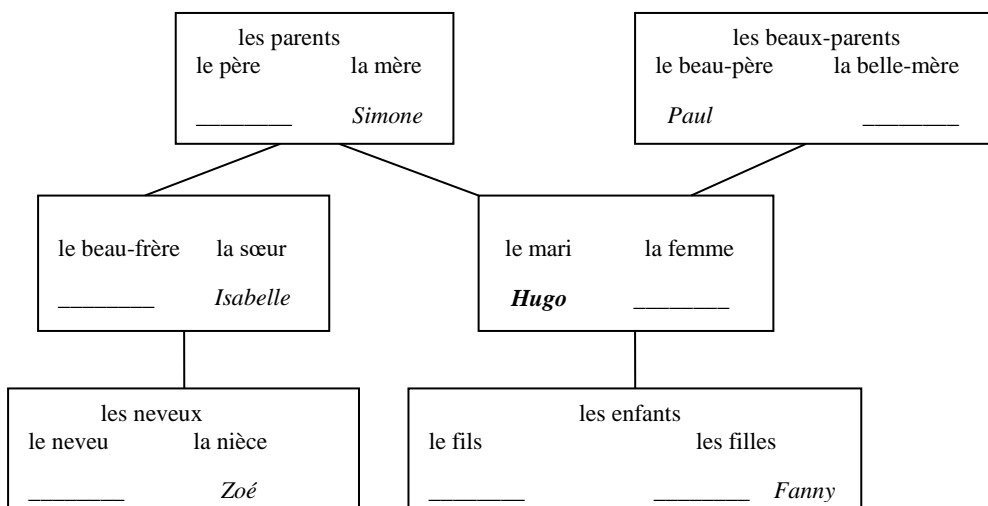 les parents
le père la mère
________ Simone
les beaux-parents
le beau-père la belle-mère
Paul ________
le beau-frère la sœur
________ Isabelle
le mari la femme
Hugo ________
les neveux
le neveu la nièce
________ Zoé
les enfants
le fils les filles
________ ________ Fanny